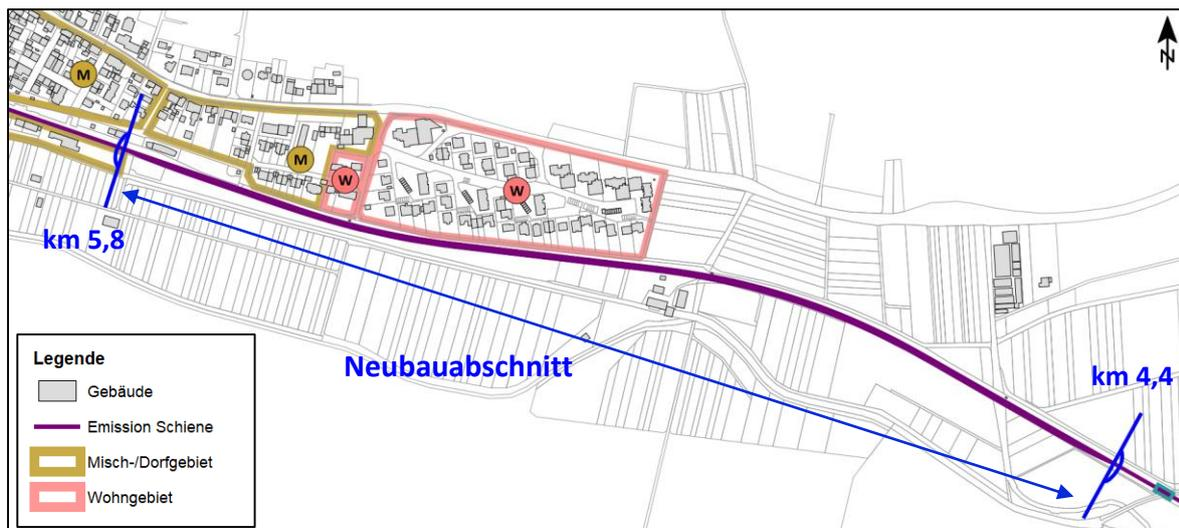 M
N
M
W
W
km 5,8
Neubauabschnitt
km 4,4
Legende
Gebäude
Emission Schiene
Misch-/Dorfgebiet
Wohngebiet